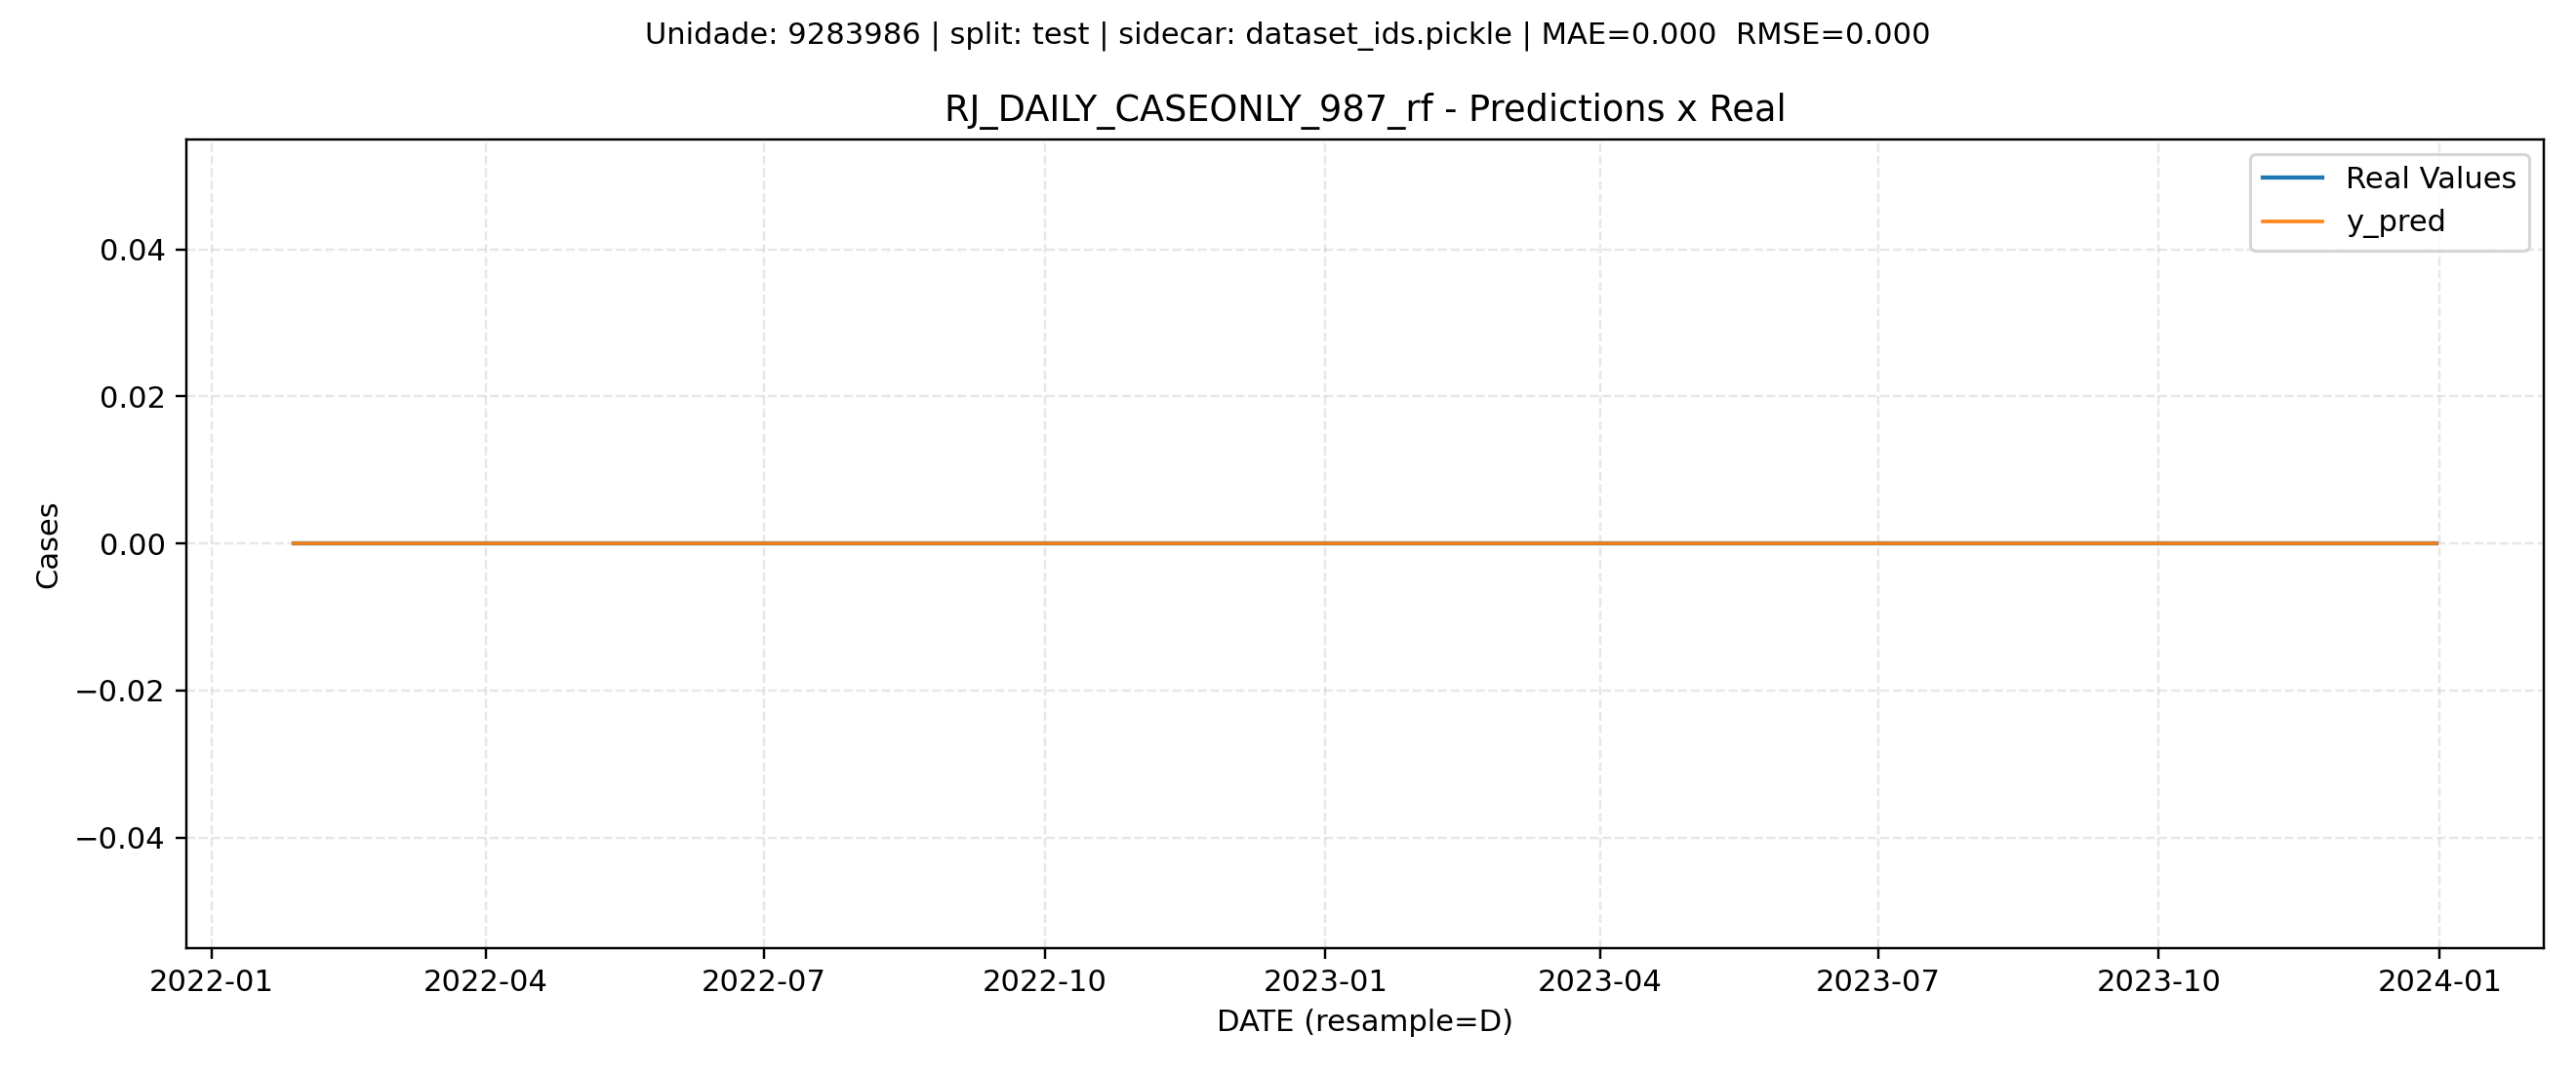 Unidade: 9283986 | split: test | sidecar: dataset_ids.pickle | MAE=0.000  RMSE=0.000
RJ_DAILY_CASEONLY_987_rf - Predictions x Real
Real Values
y_pred
Cases
0.04
0.02
0.00
−0.02
−0.04
2022-01 2022-04 2022-07 2022-10 2023-01 2023-04 2023-07 2023-10 2024-01
DATE (resample=D)